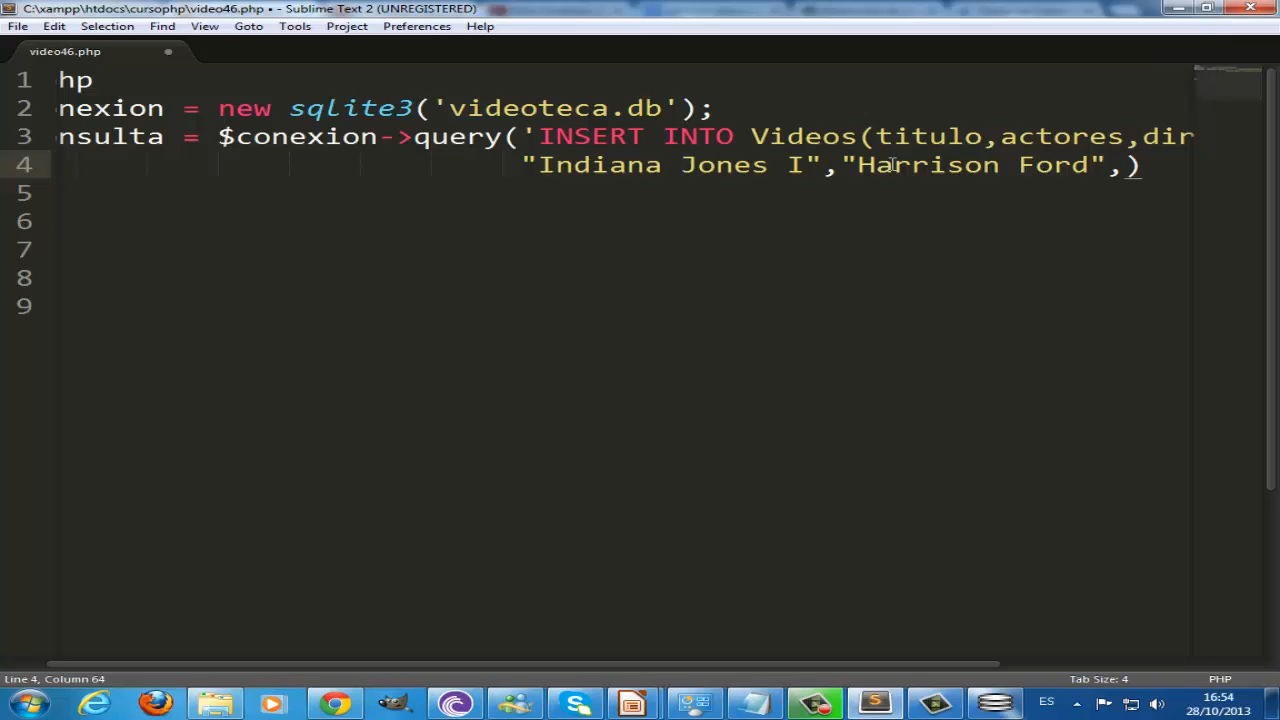 C:\xampp\htdocs\cursophp\video46.php • - Sublime Text 2 (UNREGISTERED)
File Edit Selection Find View Goto Tools Project Preferences Help
video46.php
1 hp
2 nexion = new sqlite3('videoteca.db');
3 nsulta = $conexion->query('INSERT INTO Videos(titulo,actores,dir
4 "Indiana Jones I","Harrison Ford",)
5
6
7
8
9
Line 4, Column 64 Tab Size: 4 PHP
ES 16:54
28/10/2013